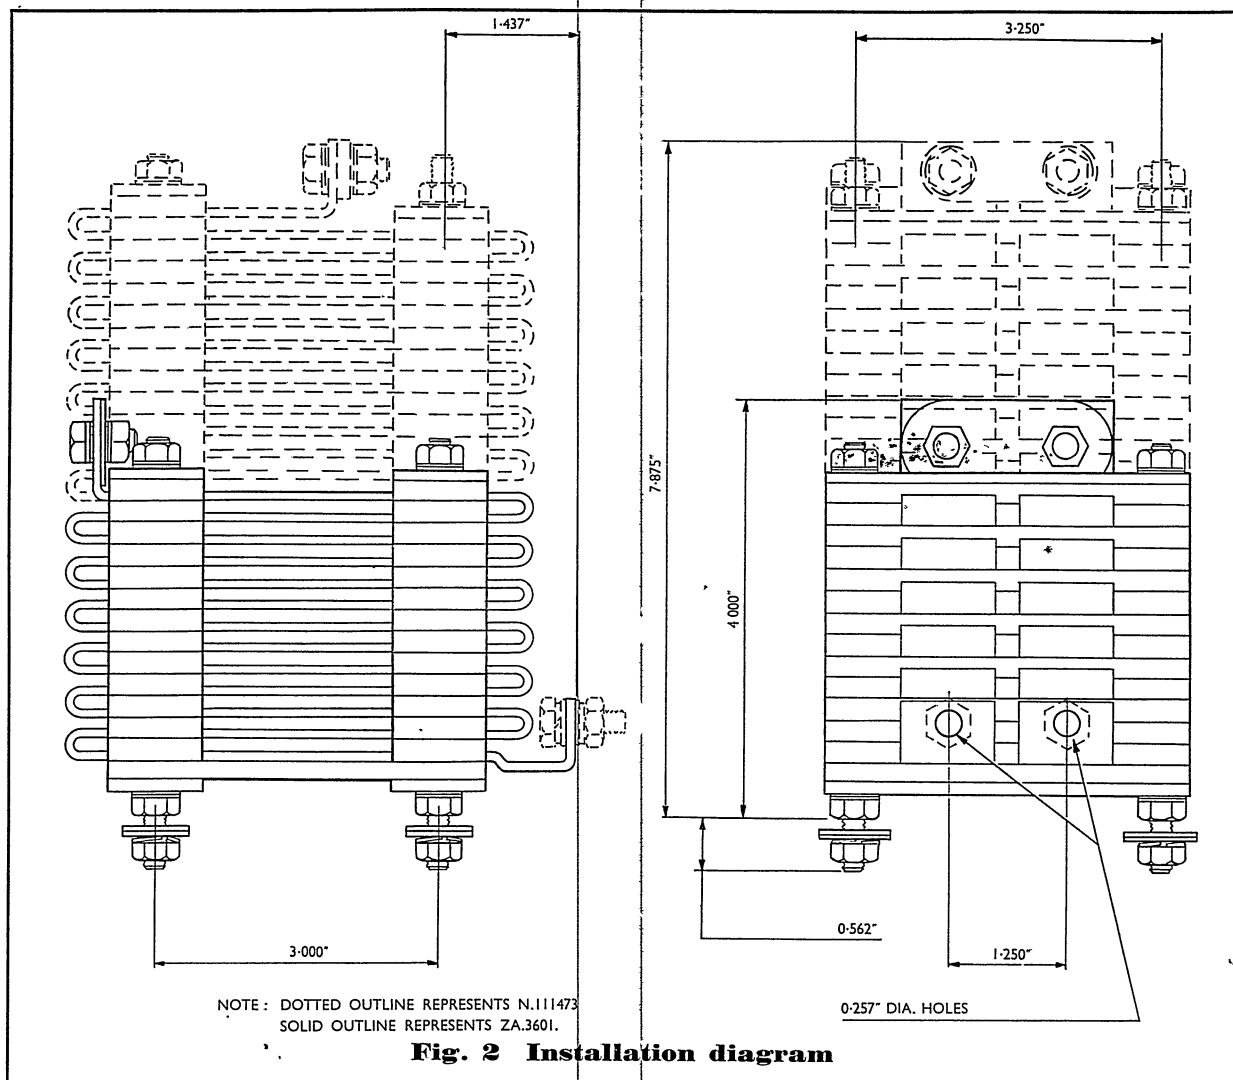 1·437"
3·250"
7·875"
4 000"
0·562"
3·000"
1·250"
NOTE : DOTTED OUTLINE REPRESENTS N.111473
SOLID OUTLINE REPRESENTS ZA.3601.
0·257" DIA. HOLES
Fig. 2 Installation diagram